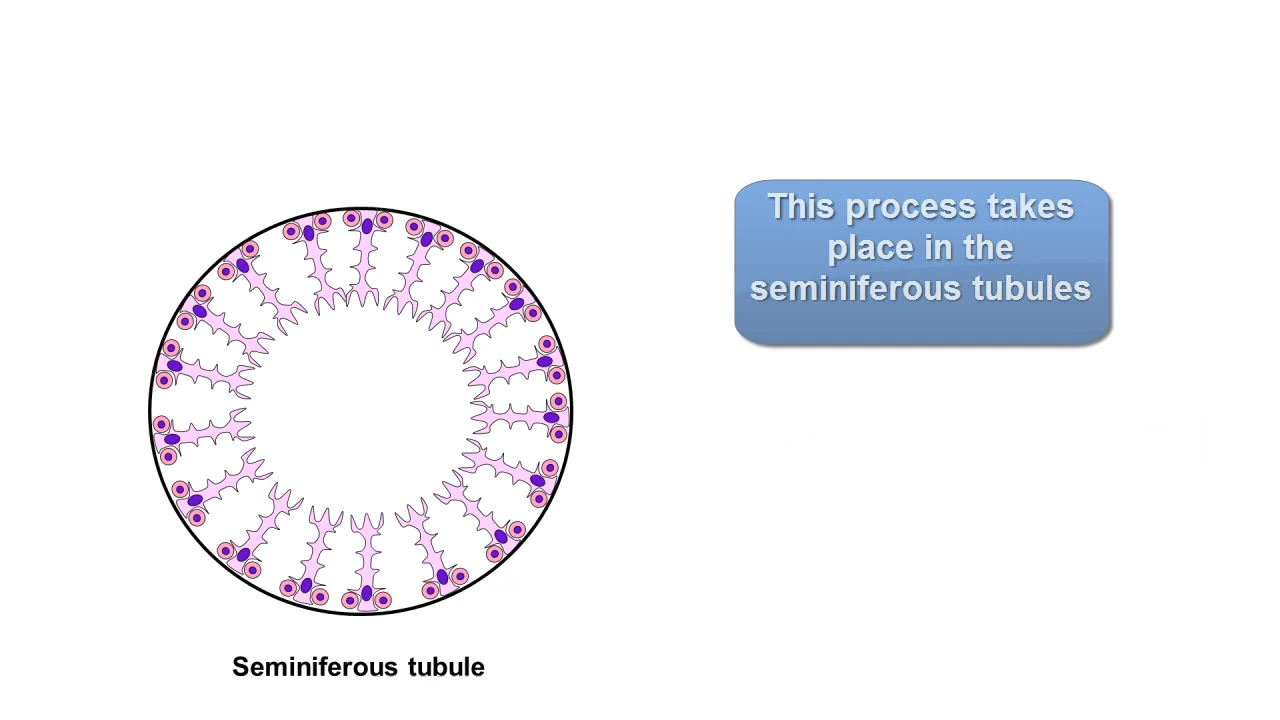 This process takes
place in the
seminiferous tubules
Seminiferous tubule